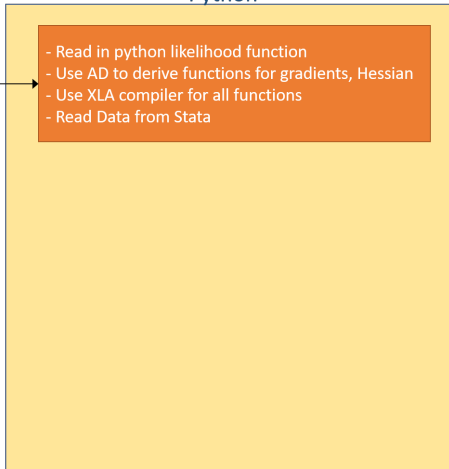 Python
- Read in python likelihood function
- Use AD to derive functions for gradients, Hessian
- Use XLA compiler for all functions
- Read Data from Stata